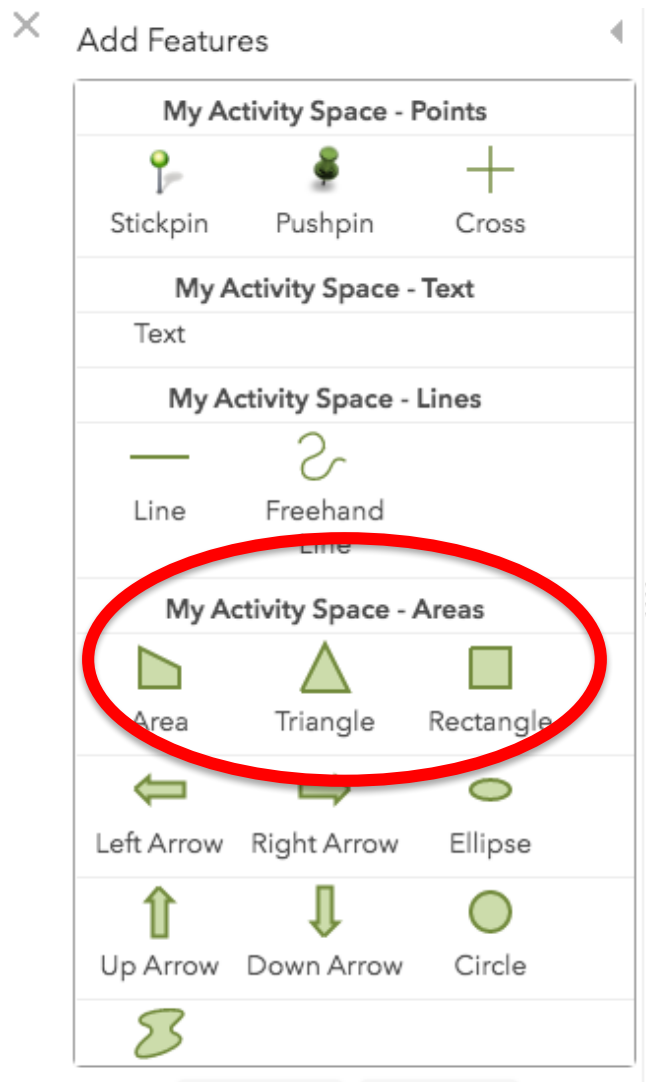 Add Features
My Activity Space - Points
Stickpin Pushpin Cross
My Activity Space - Text
Text
My Activity Space - Lines
Line Freehand
Line
My Activity Space - Areas
Area Triangle Rectangle
Left Arrow Right Arrow Ellipse
Up Arrow Down Arrow Circle